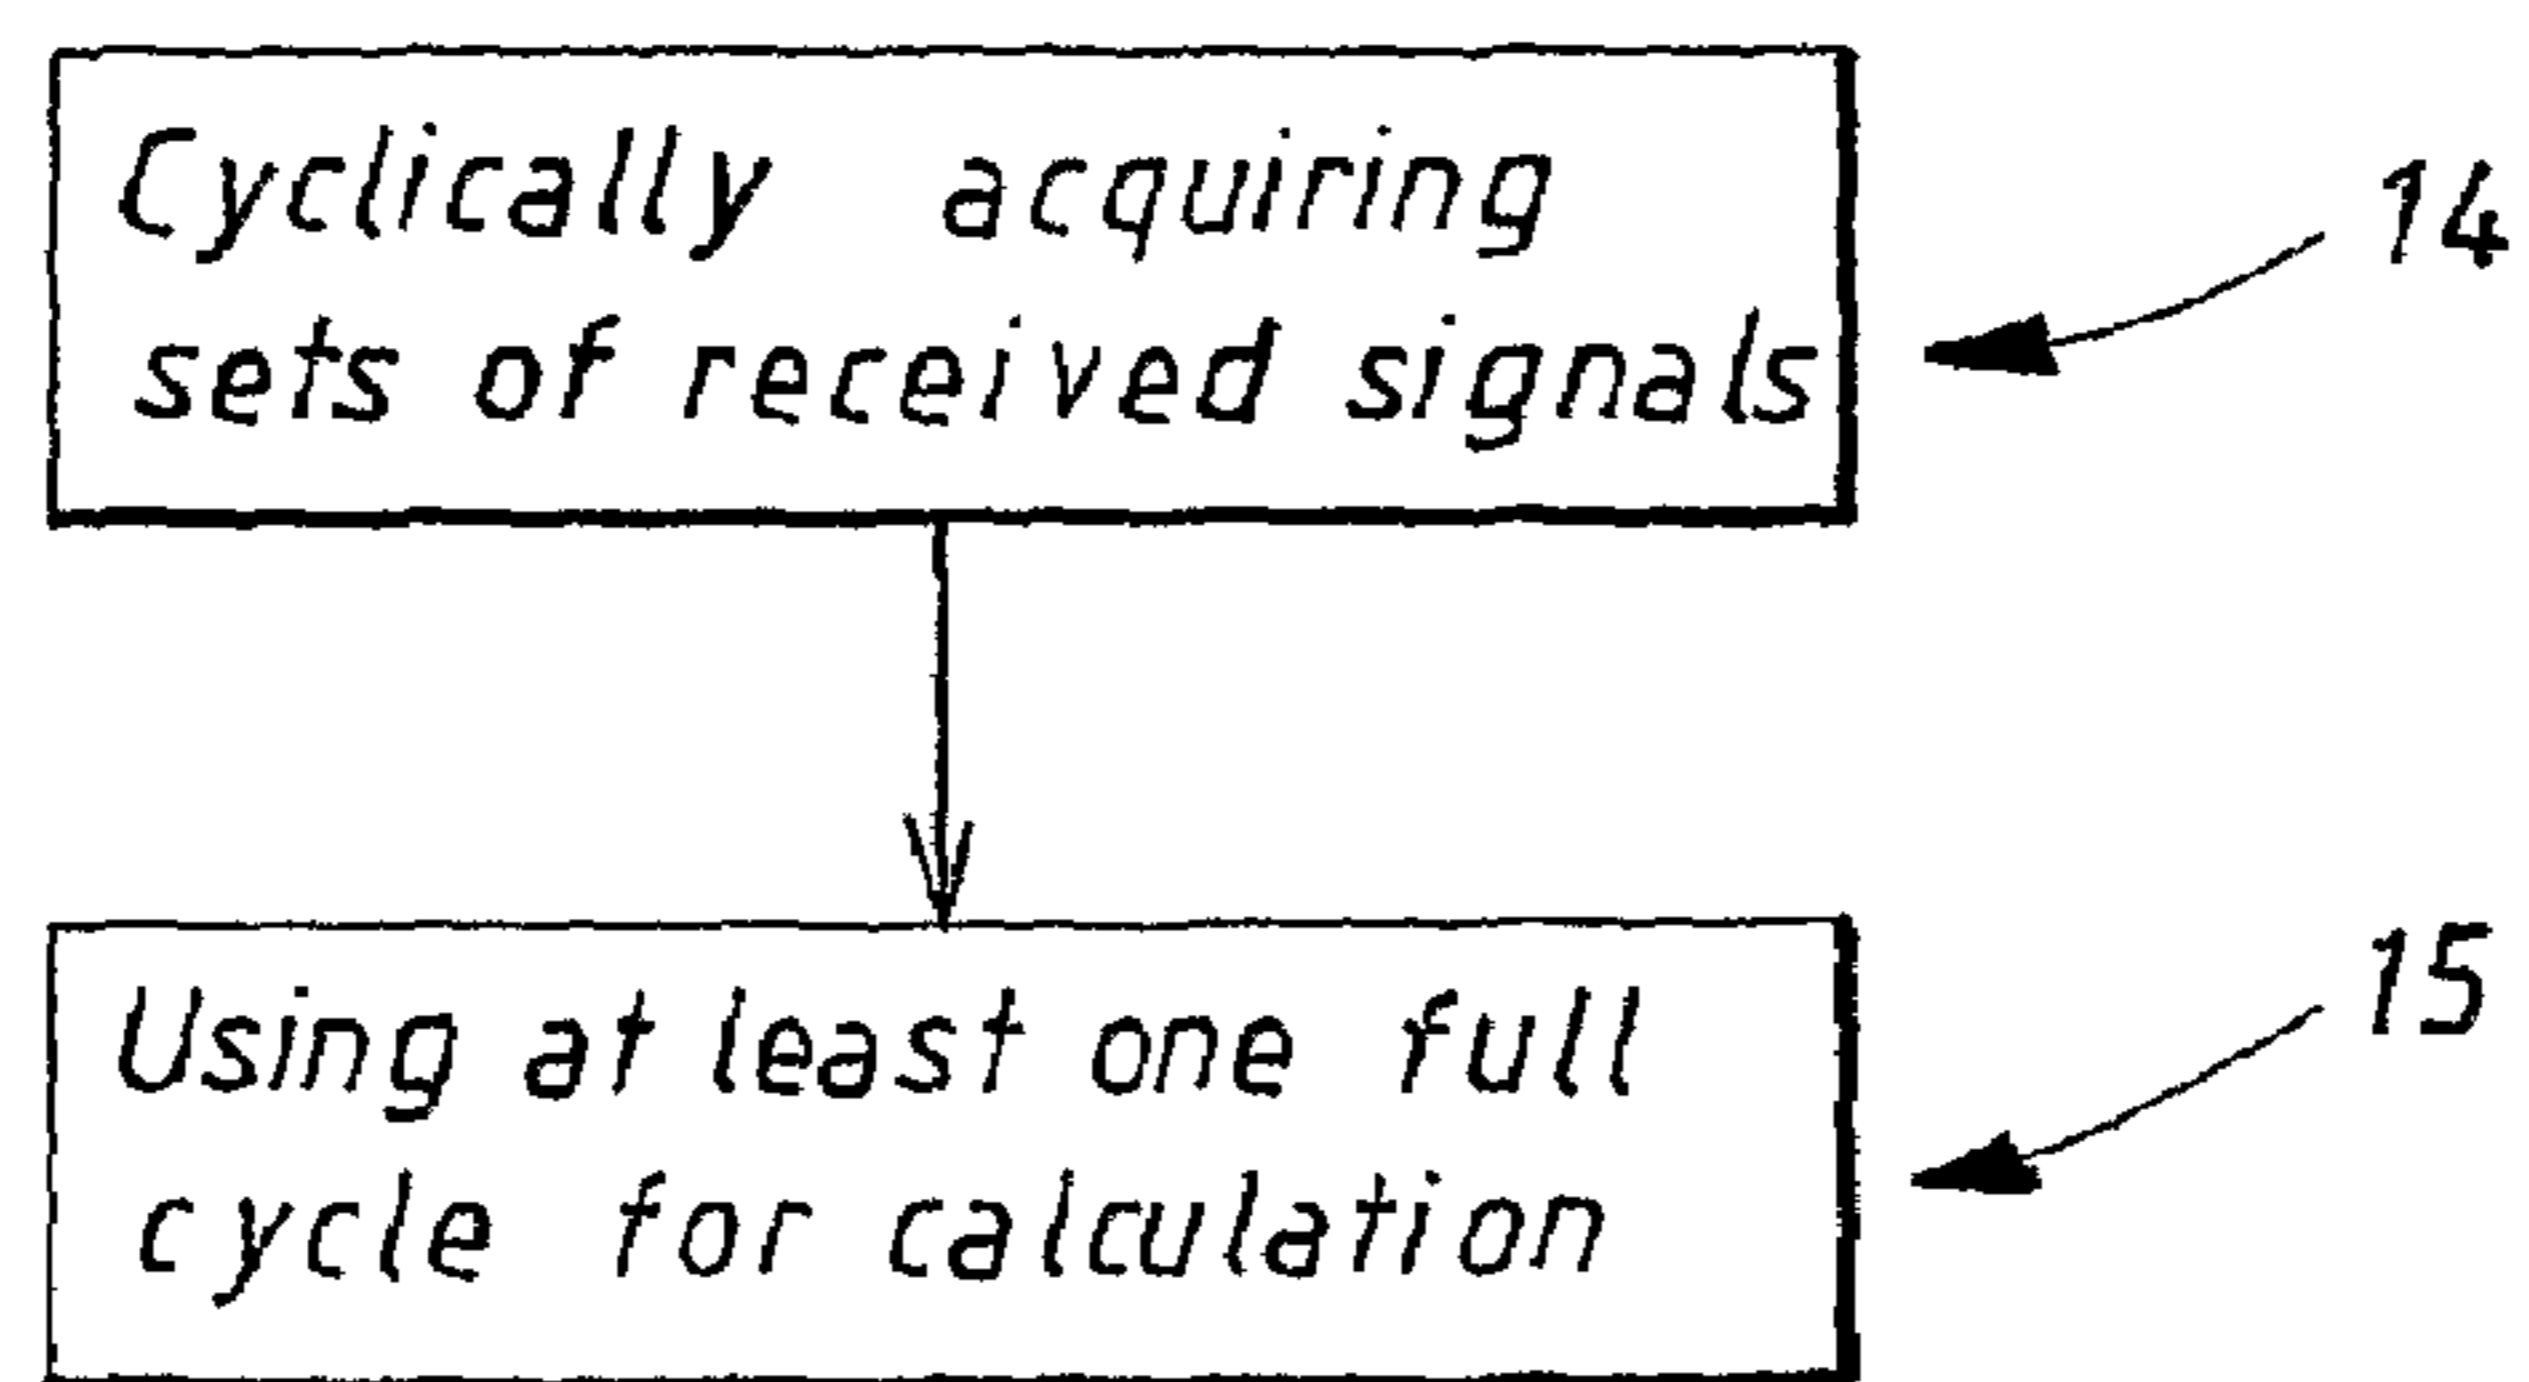 Cyclically acquiring
sets of received signals
14
Using at least one full
cycle for calculation
15